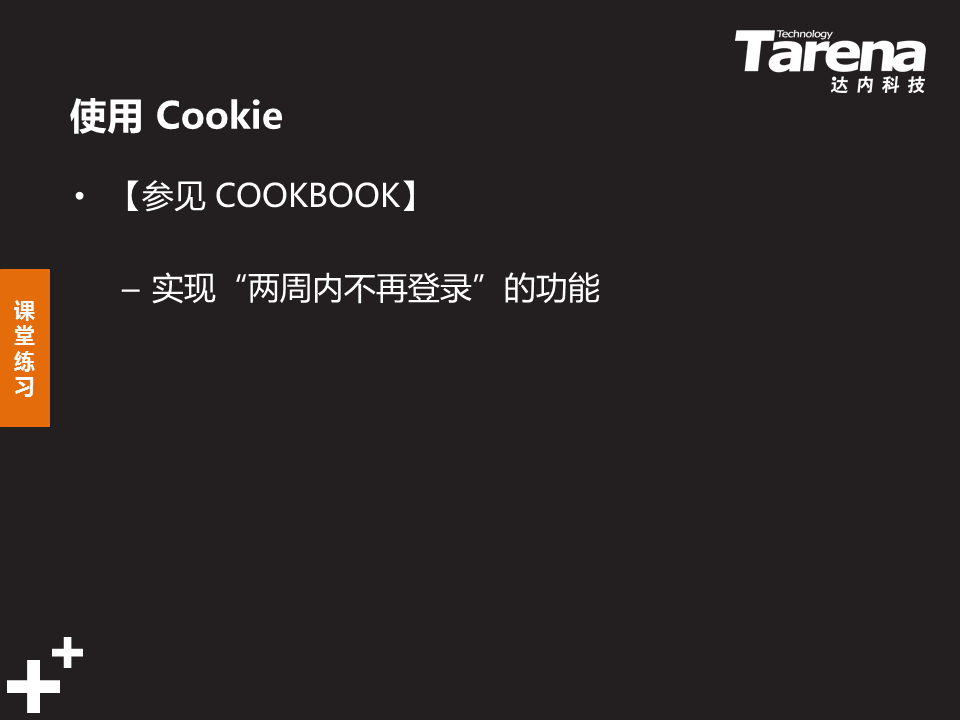 Technology
Tarena
达内科技
使用 Cookie
• 【参见 COOKBOOK】
– 实现“两周内不再登录”的功能
课
堂
练
习